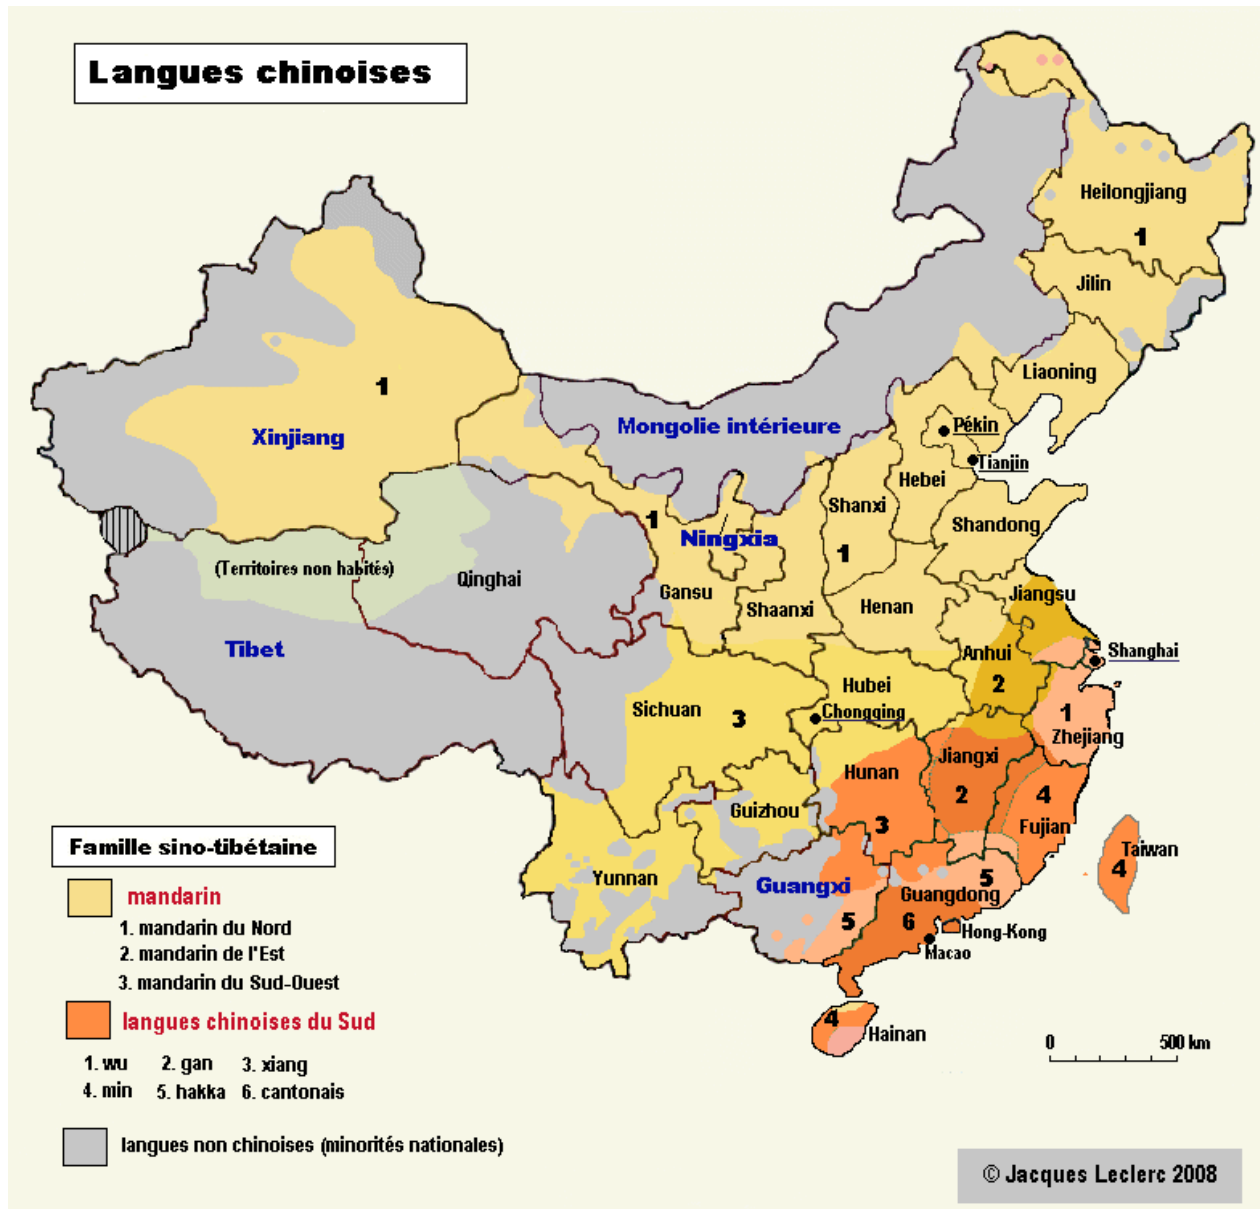 Langues chinoises
Heilongjiang
1
Jilin
Liaoning
1
Xinjiang
Mongolie intérieure
Pékin
Tianjin
Hebei
Shanxi
1
Shandong
1
Ningxia
(Territoires non habités)
Qinghai
Gansu
Shaanxi
Henan
Jiangsu
Tibet
Anhui
2
Shanghai
Sichuan
3
Hubei
Chongqing
1
Zhejiang
Hunan
3
Jiangxi
2
4
Fujian
Guizhou
Taiwan
4
Yunnan
Guangxi
5
Guangdong
5
6
Hong-Kong
Macao
4
Hainan
0 500 km
Famille sino-tibétaine
mandarin
1. mandarin du Nord
2. mandarin de l'Est
3. mandarin du Sud-Ouest
langues chinoises du Sud
1. wu 2. gan 3. xiang
4. min 5. hakka 6. cantonais
langues non chinoises (minorités nationales)
© Jacques Leclerc 2008